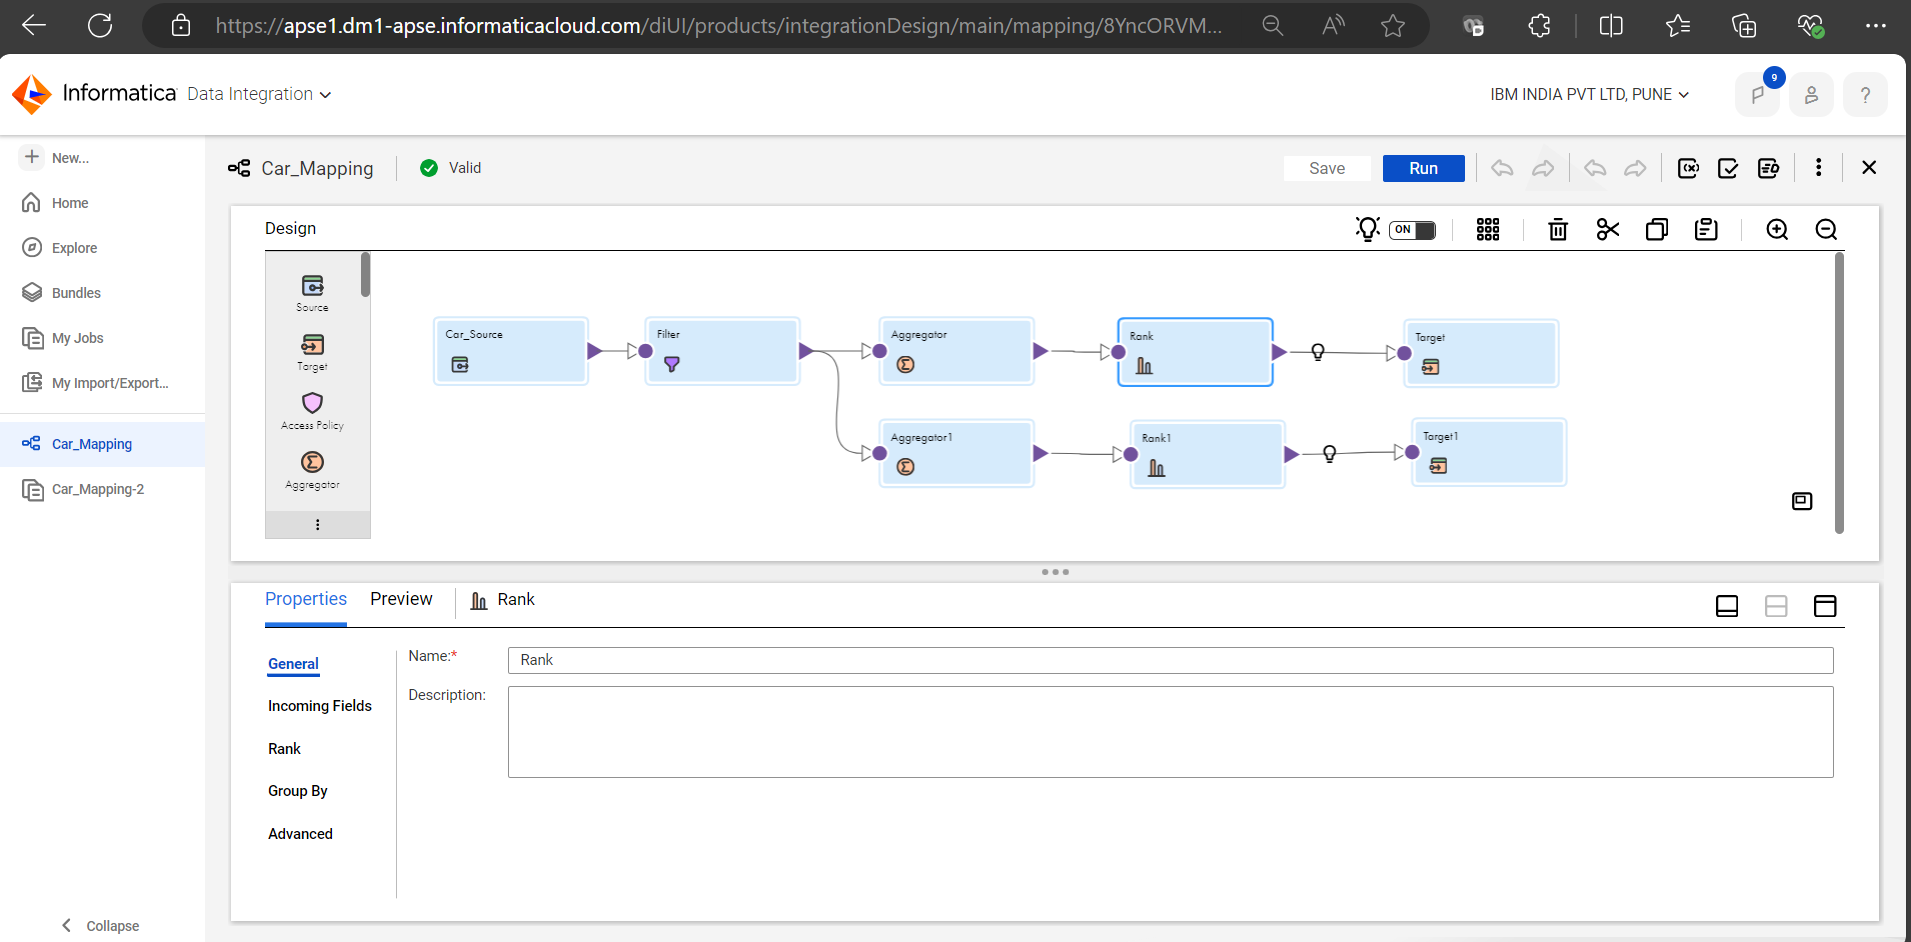 https://apse1.dm1-apse.informaticacloud.com/diUI/products/integrationDesign/main/mapping/8YncORVM...
Informatica Data Integration
IBM INDIA PVT LTD, PUNE
9
?
New...
Home
Explore
Bundles
My Jobs
My Import/Export...
Car_Mapping
Car_Mapping-2
Collapse
Car_Mapping
Valid
Save
Run
Design
ON
Source
Target
Access Policy
Aggregator
Car_Source
Filter
Aggregator
Rank
Target
Aggregator1
Rank1
Target1
Properties
Preview
Rank
General
Incoming Fields
Rank
Group By
Advanced
Name:*
Rank
Description: